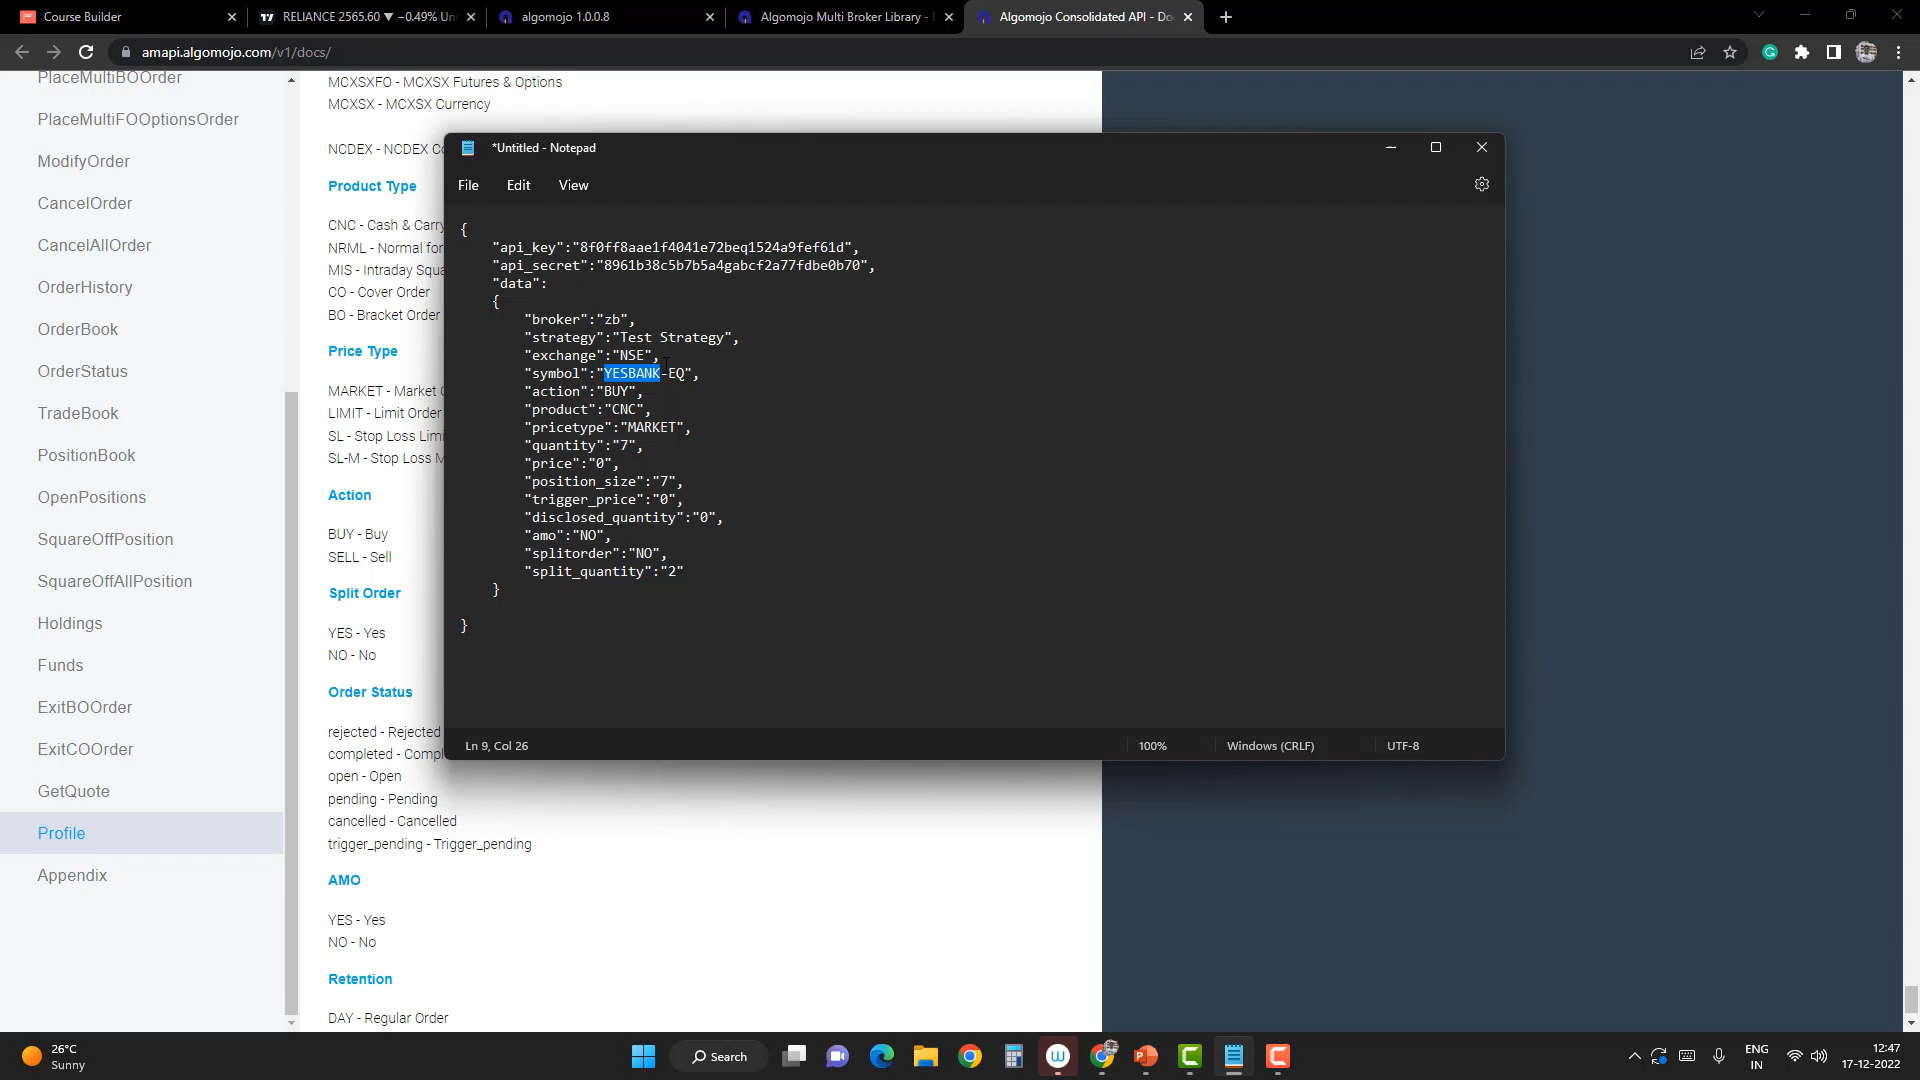 Course Builder
RELIANCE 2565.60 ▼ −0.49% Un
algomojo 1.0.0.8
Algomojo Multi Broker Library -
Algomojo Consolidated API - Do
amapi.algomojo.com/v1/docs/
PlaceMultiBOOrder
PlaceMultiFOOptionsOrder
ModifyOrder
CancelOrder
CancelAllOrder
OrderHistory
OrderBook
OrderStatus
TradeBook
PositionBook
OpenPositions
SquareOffPosition
SquareOffAllPosition
Holdings
Funds
ExitBOOrder
ExitCOOrder
GetQuote
Profile
Appendix
MCXSXFO - MCXSX Futures & Options
MCXSX - MCXSX Currency
NCDEX - NCDEX Co
Product Type
CNC - Cash & Carry
NRML - Normal for
MIS - Intraday Squa
CO - Cover Order
BO - Bracket Order
Price Type
MARKET - Market O
LIMIT - Limit Order
SL - Stop Loss Limi
SL-M - Stop Loss M
Action
BUY - Buy
SELL - Sell
Split Order
YES - Yes
NO - No
Order Status
rejected - Rejected
completed - Compl
open - Open
pending - Pending
cancelled - Cancelled
trigger_pending - Trigger_pending
AMO
YES - Yes
NO - No
Retention
DAY - Regular Order
*Untitled - Notepad
File Edit View
{
"api_key":"8f0ff8aae1f4041e72beq1524a9fef61d",
"api_secret":"8961b38c5b7b5a4gabcf2a77fdbe0b70",
"data":
{
"broker":"zb",
"strategy":"Test Strategy",
"exchange":"NSE",
"symbol":"YESBANK-EQ",
"action":"BUY",
"product":"CNC",
"pricetype":"MARKET",
"quantity":"7",
"price":"0",
"position_size":"7",
"trigger_price":"0",
"disclosed_quantity":"0",
"amo":"NO",
"splitorder":"NO",
"split_quantity":"2"
}
}
Ln 9, Col 26
100%
Windows (CRLF)
UTF-8
26°C
Sunny
Search
ENG
IN
12:47
17-12-2022